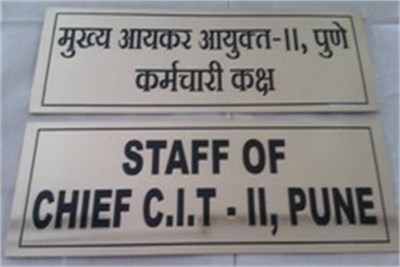 मुख्य आयकर आयुक्त-II, पुणे
कर्मचारी कक्ष
STAFF OF
CHIEF C.I.T - II, PUNE